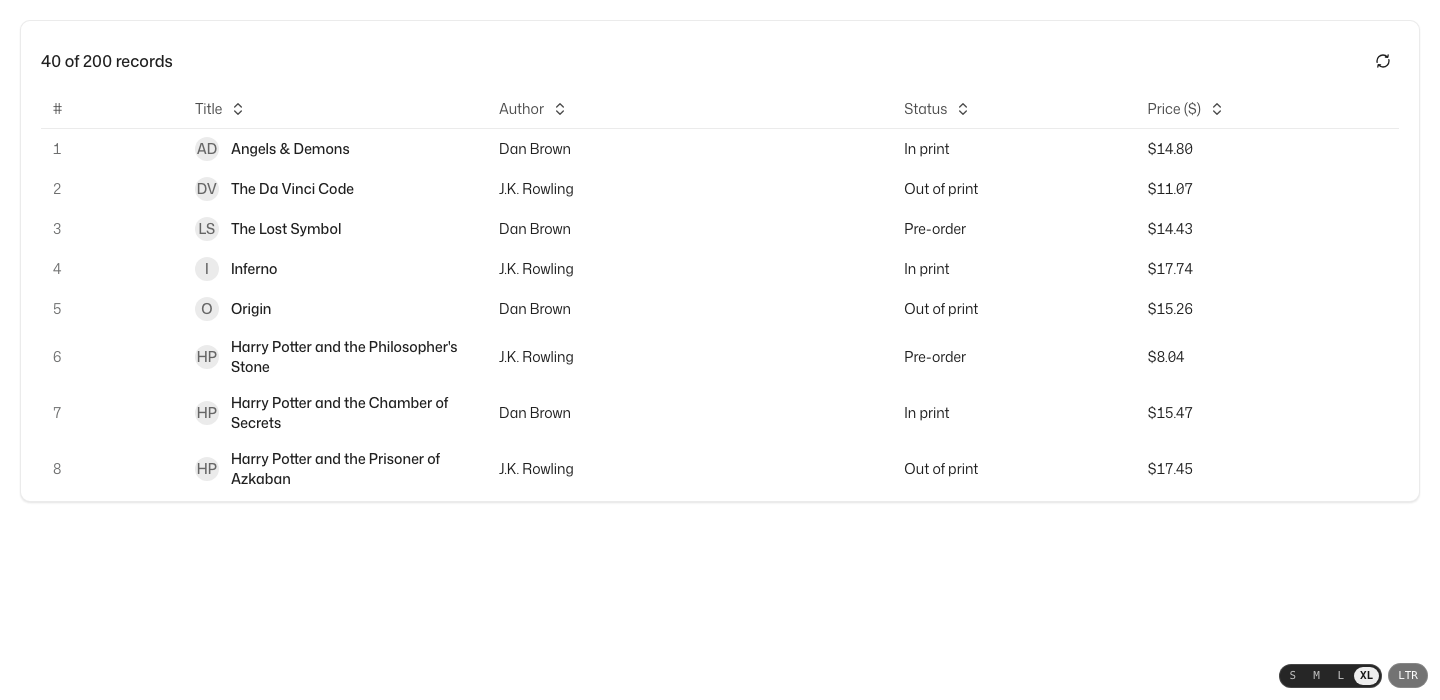 40 of 200 records
# Title Author Status Price ($)
1 AD Angels & Demons Dan Brown In print $14.80
2 DV The Da Vinci Code J.K. Rowling Out of print $11.07
3 LS The Lost Symbol Dan Brown Pre-order $14.43
4 I Inferno J.K. Rowling In print $17.74
5 O Origin Dan Brown Out of print $15.26
6 HP Harry Potter and the Philosopher's
Stone J.K. Rowling Pre-order $8.04
7 HP Harry Potter and the Chamber of
Secrets Dan Brown In print $15.47
8 HP Harry Potter and the Prisoner of
Azkaban J.K. Rowling Out of print $17.45
S M L XL LTR